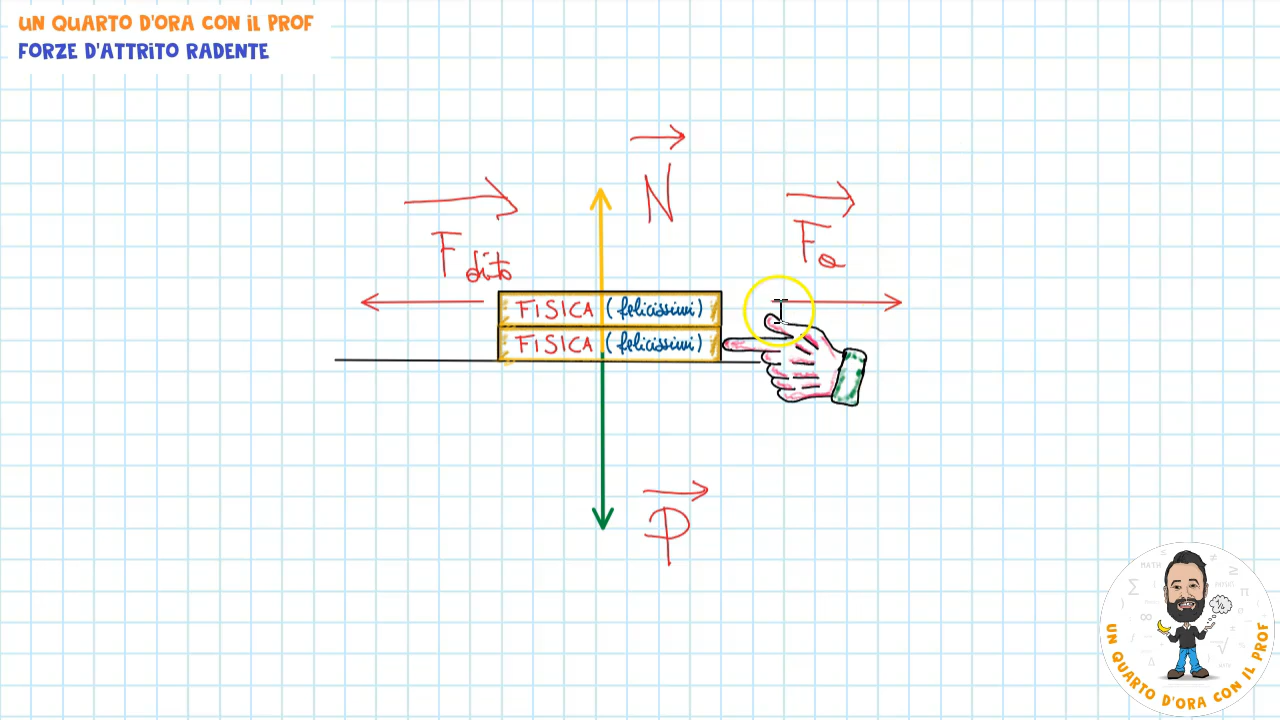 UN QUARTO D'ORA CON IL PROF
FORZE D'ATTRITO RADENTE
N
F dito
F a
FISICA (felicissimi)
FISICA (felicissimi)
P
UN QUARTO D'ORA CON IL PROF